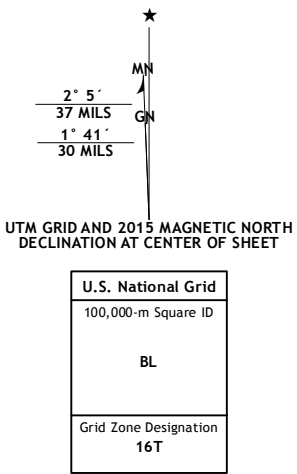 ★
MN
2° 5´
37 MILS
GN
1° 41´
30 MILS
UTM GRID AND 2015 MAGNETIC NORTH
DECLINATION AT CENTER OF SHEET
U.S. National Grid
100,000-m Square ID
BL
Grid Zone Designation
16T